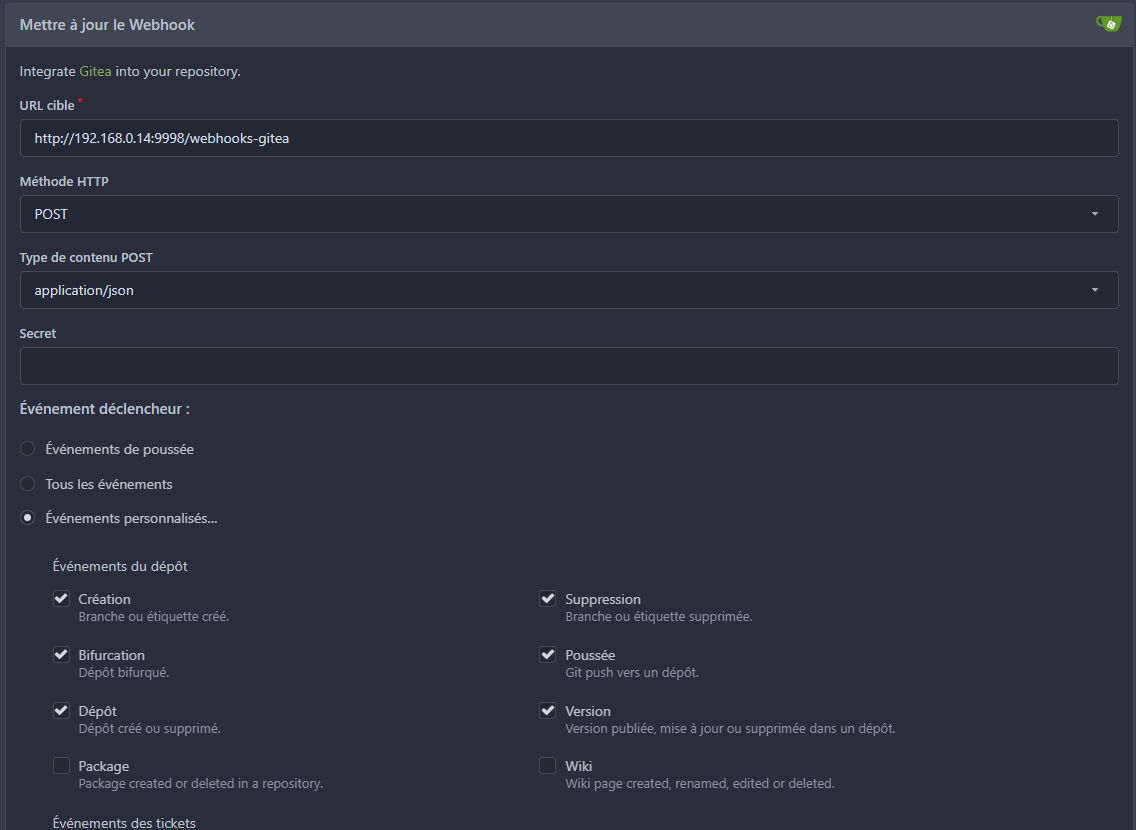 Mettre à jour le Webhook
Integrate Gitea into your repository.
URL cible *
http://192.168.0.14:9998/webhooks-gitea
Méthode HTTP
POST
Type de contenu POST
application/json
Secret
Événement déclencheur :
Événements de poussée
Tous les événements
Événements personnalisés...
Événements du dépôt
Création
Branche ou étiquette créé.
Suppression
Branche ou étiquette supprimée.
Bifurcation
Dépôt bifurqué.
Poussée
Git push vers un dépôt.
Dépôt
Dépôt créé ou supprimé.
Version
Version publiée, mise à jour ou supprimée dans un dépôt.
Package
Package created or deleted in a repository.
Wiki
Wiki page created, renamed, edited or deleted.
Événements des tickets